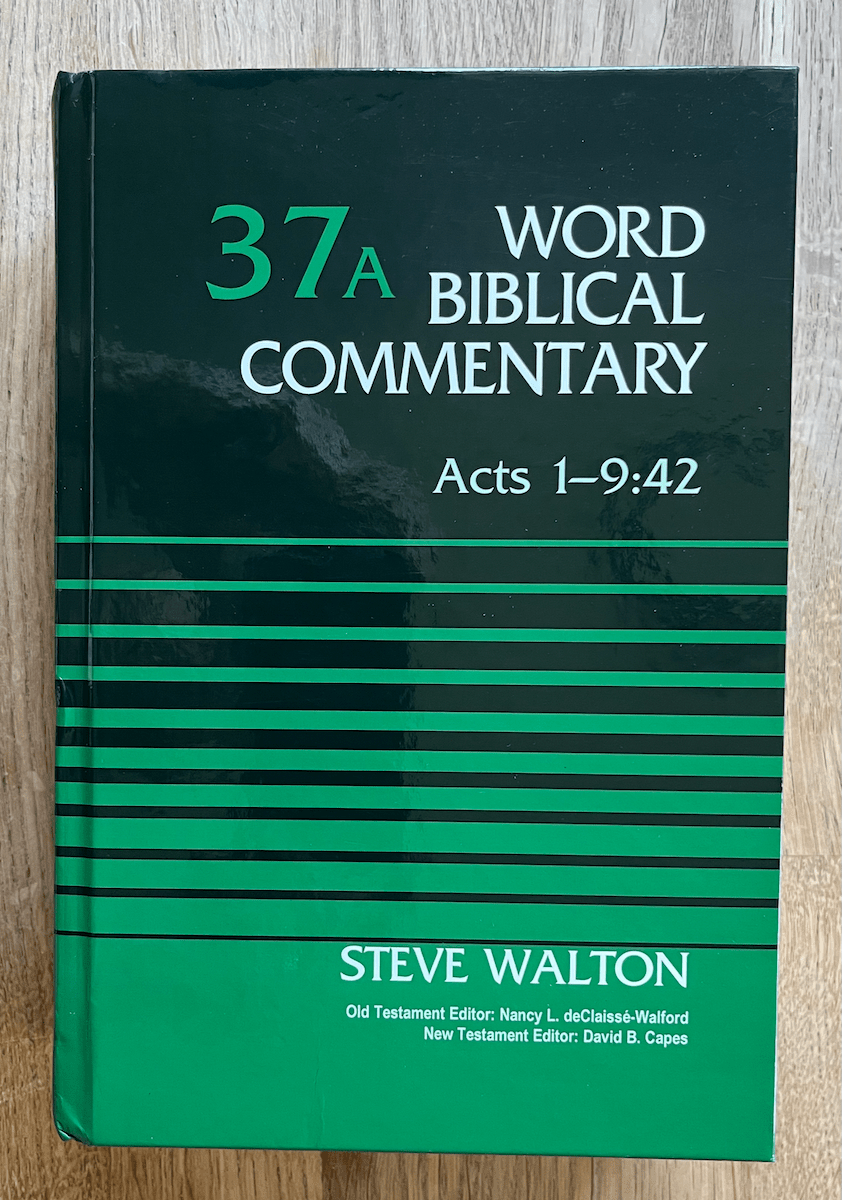 37A WORD
BIBLICAL
COMMENTARY
Acts 1–9:42
STEVE WALTON
Old Testament Editor: Nancy L. deClaissé-Walford
New Testament Editor: David B. Capes